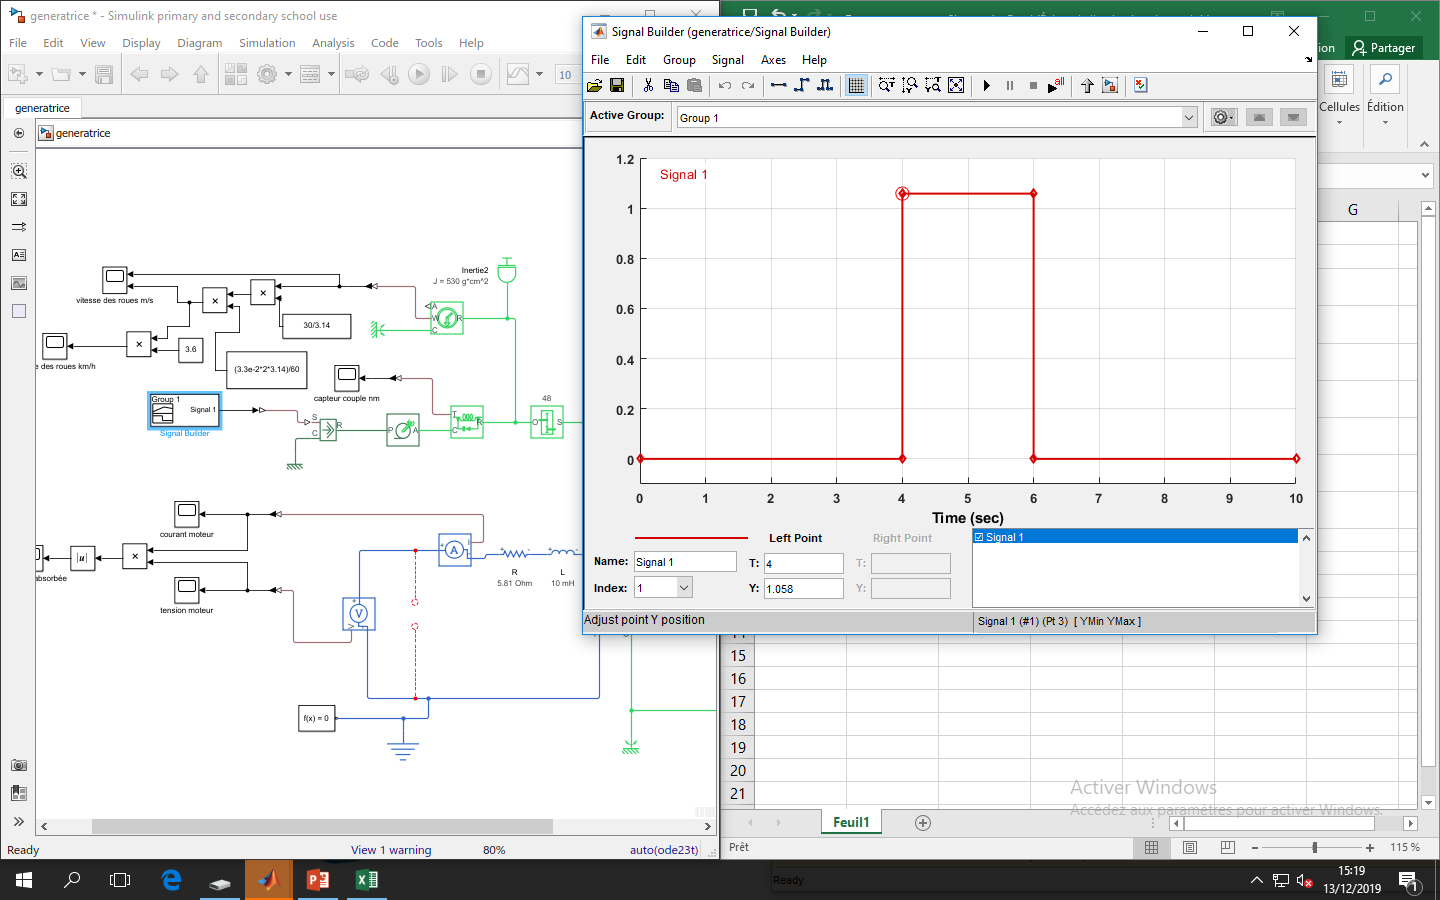 generatrice * - Simulink primary and secondary school use
File Edit View Display Diagram Simulation Analysis Code Tools Help
10
generatrice
generatrice
Inertie2
J = 530 g*cm^2
vitesse des roues m/s
30/3.14
3.6
e des roues km/h
(3.3e-2*2*3.14)/60
capteur couple nm
48
Group 1
Signal 1
Signal Builder
S
C
R
P
A
T
C
R
O
S
A
W
C
R
courant moteur
|u|
absorbée
tension moteur
A
V
R
5.81 Ohm
L
10 mH
f(x) = 0
Ready
View 1 warning
80%
auto(ode23t)
Signal Builder (generatrice/Signal Builder)
File Edit Group Signal Axes Help
all
Active Group:
Group 1
Signal 1
1.2
1
0.8
0.6
0.4
0.2
0
0 1 2 3 4 5 6 7 8 9 10
Time (sec)
Left Point
Right Point
Name: Signal 1
T: 4
T:
Index: 1
Y: 1.058
Y:
Signal 1
Adjust point Y position
Signal 1 (#1) (Pt 3) [ YMin YMax ]
Partager
Cellules
Édition
G
15
16
17
18
19
20
21
Activer Windows
Accédez aux paramètres pour activer Windows.
Feuil1
Prêt
115 %
Ready
15:19
13/12/2019
1